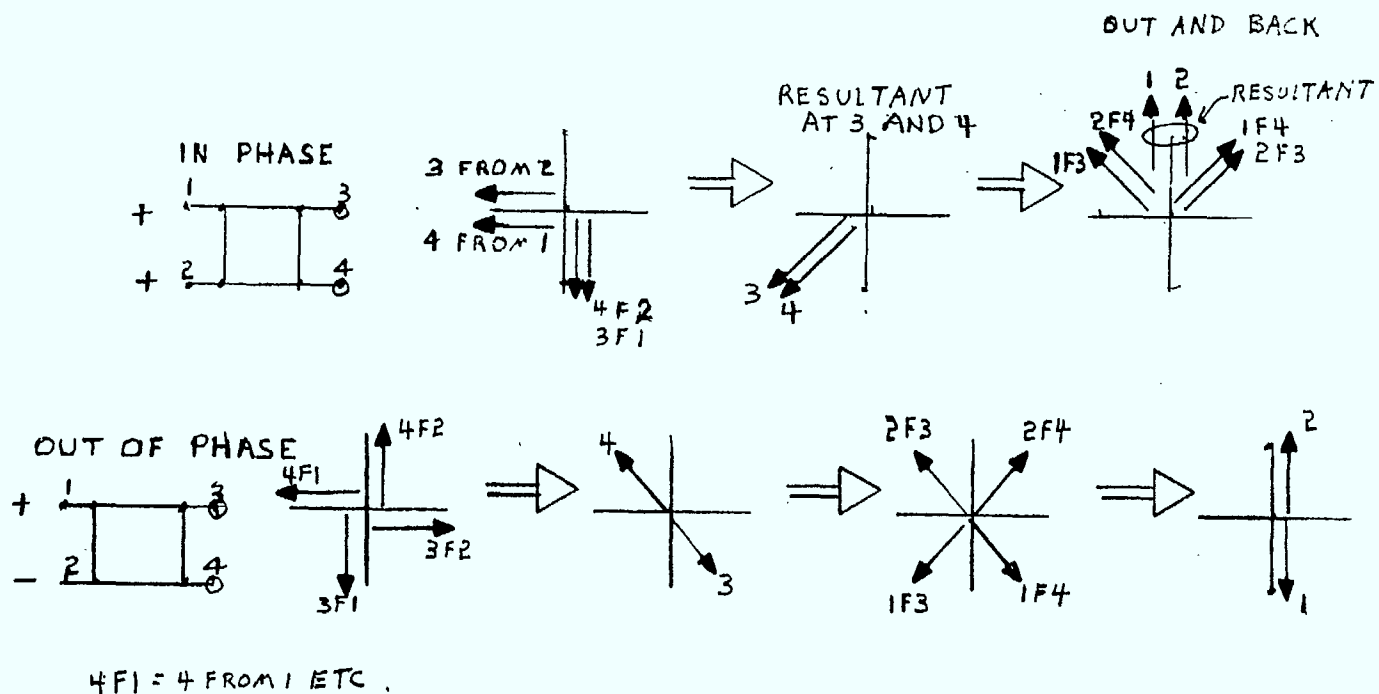 OUT AND BACK
1 2
RESULTANT
RESULTANT
AT 3 AND 4
2F4
1F4
2F3
1F3
IN PHASE
1 3
+
+ 2 4
3 FROM 2
4 FROM 1
4F2
3F1
3
4
OUT OF PHASE
+ 1 3
- 2 4
4F2
4F1
3F2
3F1
4
3
2F3 2F4
1F3 1F4
2
1
4F1 = 4 FROM 1 ETC.